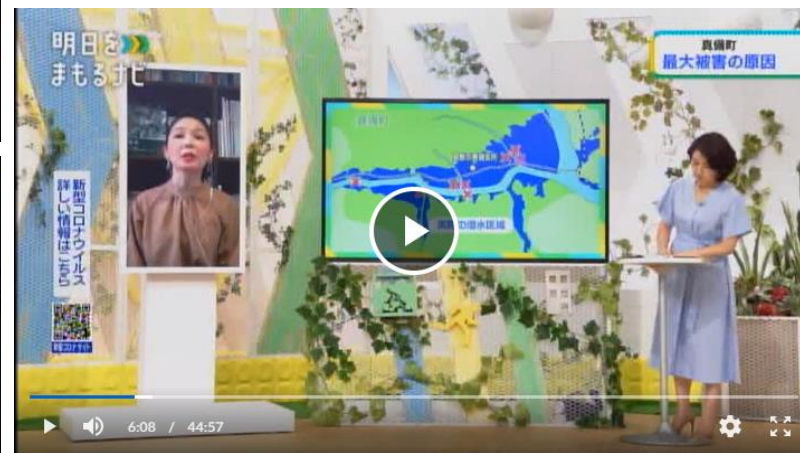 明日を
まもるナビ
真備町
最大被害の原因
真備町
の浸水区域
新型コロナウイルス
詳しい情報はこちら
6:08 / 44:57